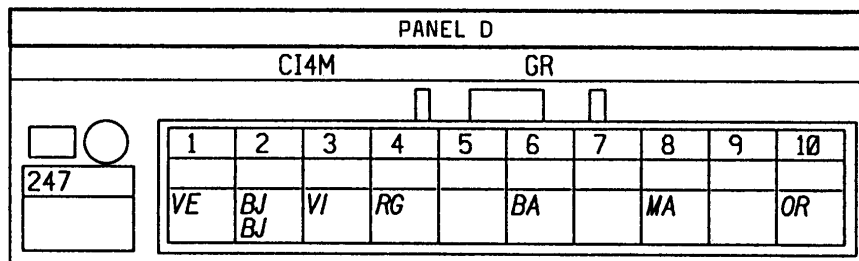 PANEL D
CI4M GR
1 2 3 4 5 6 7 8 9 10
247
VE BJ VI RG BA MA OR
BJ